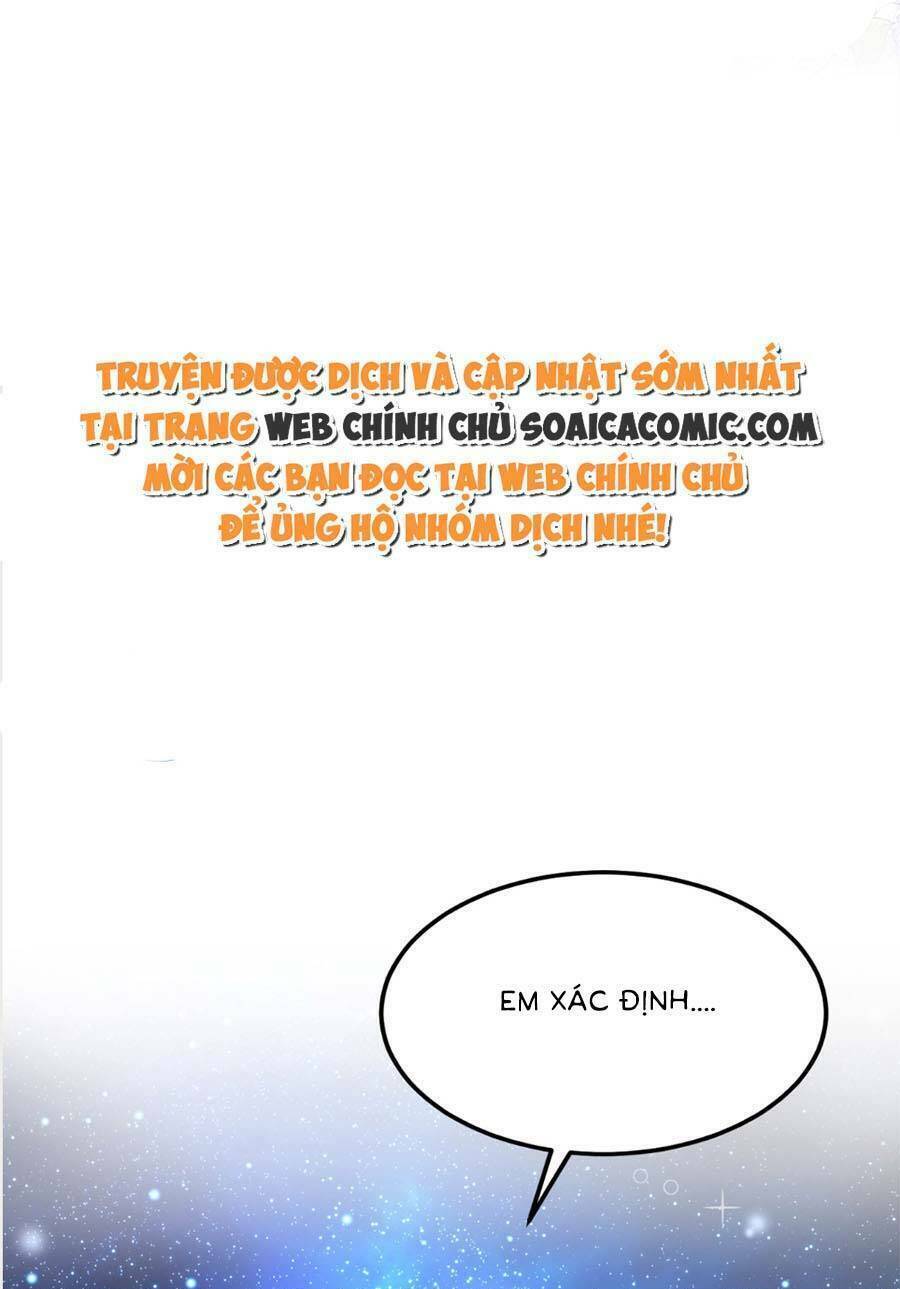 TRUYỆN ĐƯỢC DỊCH VÀ CẬP NHẬT SỚM NHẤT
TẠI TRANG WEB CHÍNH CHỦ SOAICACOMIC.COM
MỜI CÁC BẠN ĐỌC TẠI WEB CHÍNH CHỦ
ĐỂ ỦNG HỘ NHÓM DỊCH NHÉ!
EM XÁC ĐỊNH....